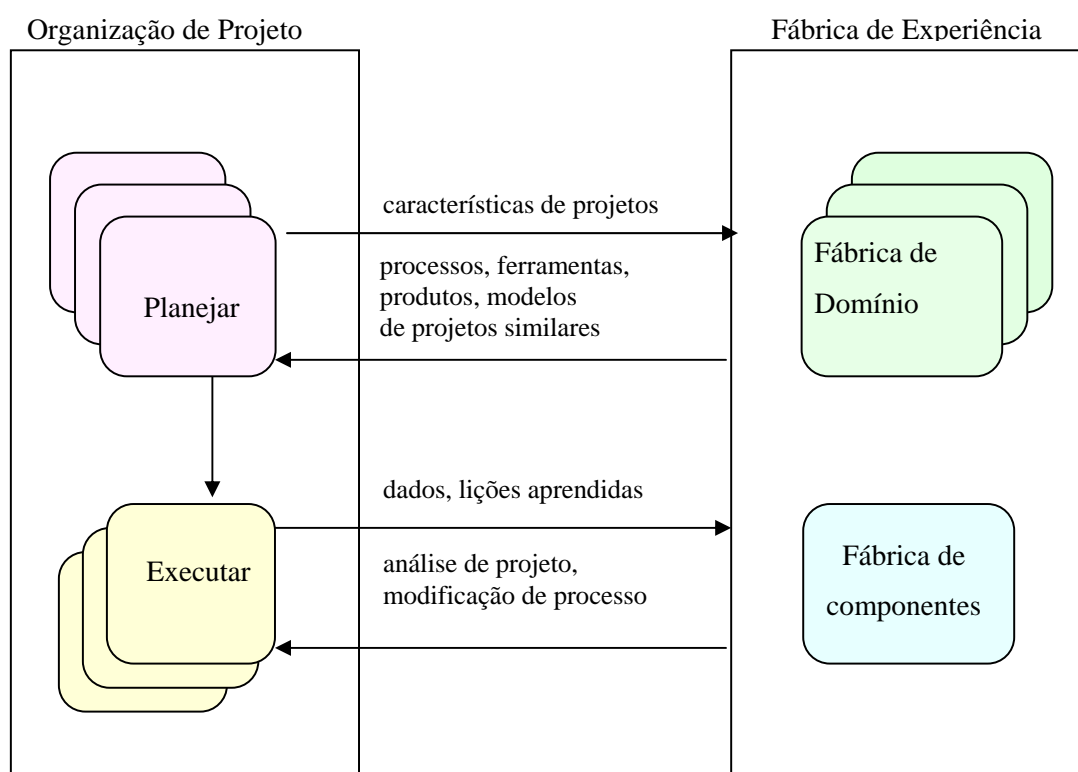 Organização de Projeto
Fábrica de Experiência
características de projetos
processos, ferramentas,
produtos, modelos
de projetos similares
Planejar
Fábrica de
Domínio
dados, lições aprendidas
análise de projeto,
modificação de processo
Executar
Fábrica de
componentes